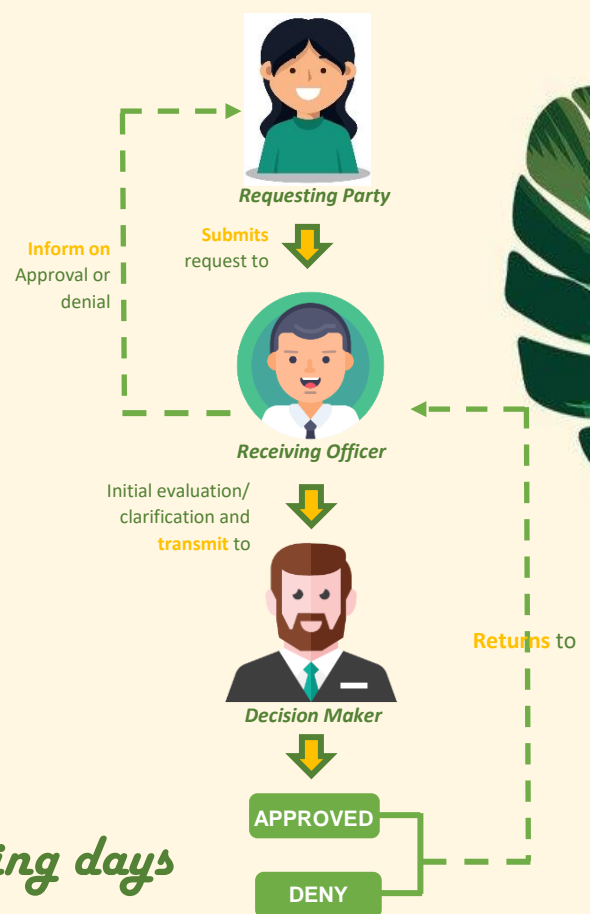 Requesting Party
Submits
request to
Inform on
Approval or
denial
Receiving Officer
Initial evaluation/
clarification and
transmit to
Returns to
Decision Maker
APPROVED
ing days
DENY